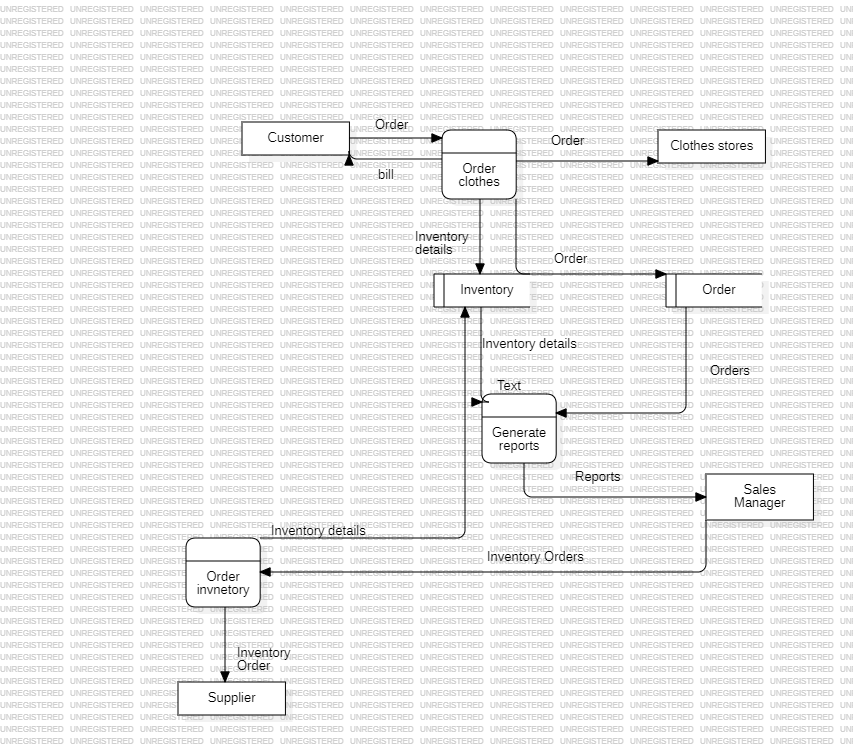 Order
Customer
Order
Clothes stores
Order
clothes
bill
Inventory
details
Order
Inventory
Order
Inventory details
Orders
Text
Generate
reports
Reports
Sales
Manager
Inventory details
Inventory Orders
Order
invnetory
Inventory
Order
Supplier
UNREGISTERED